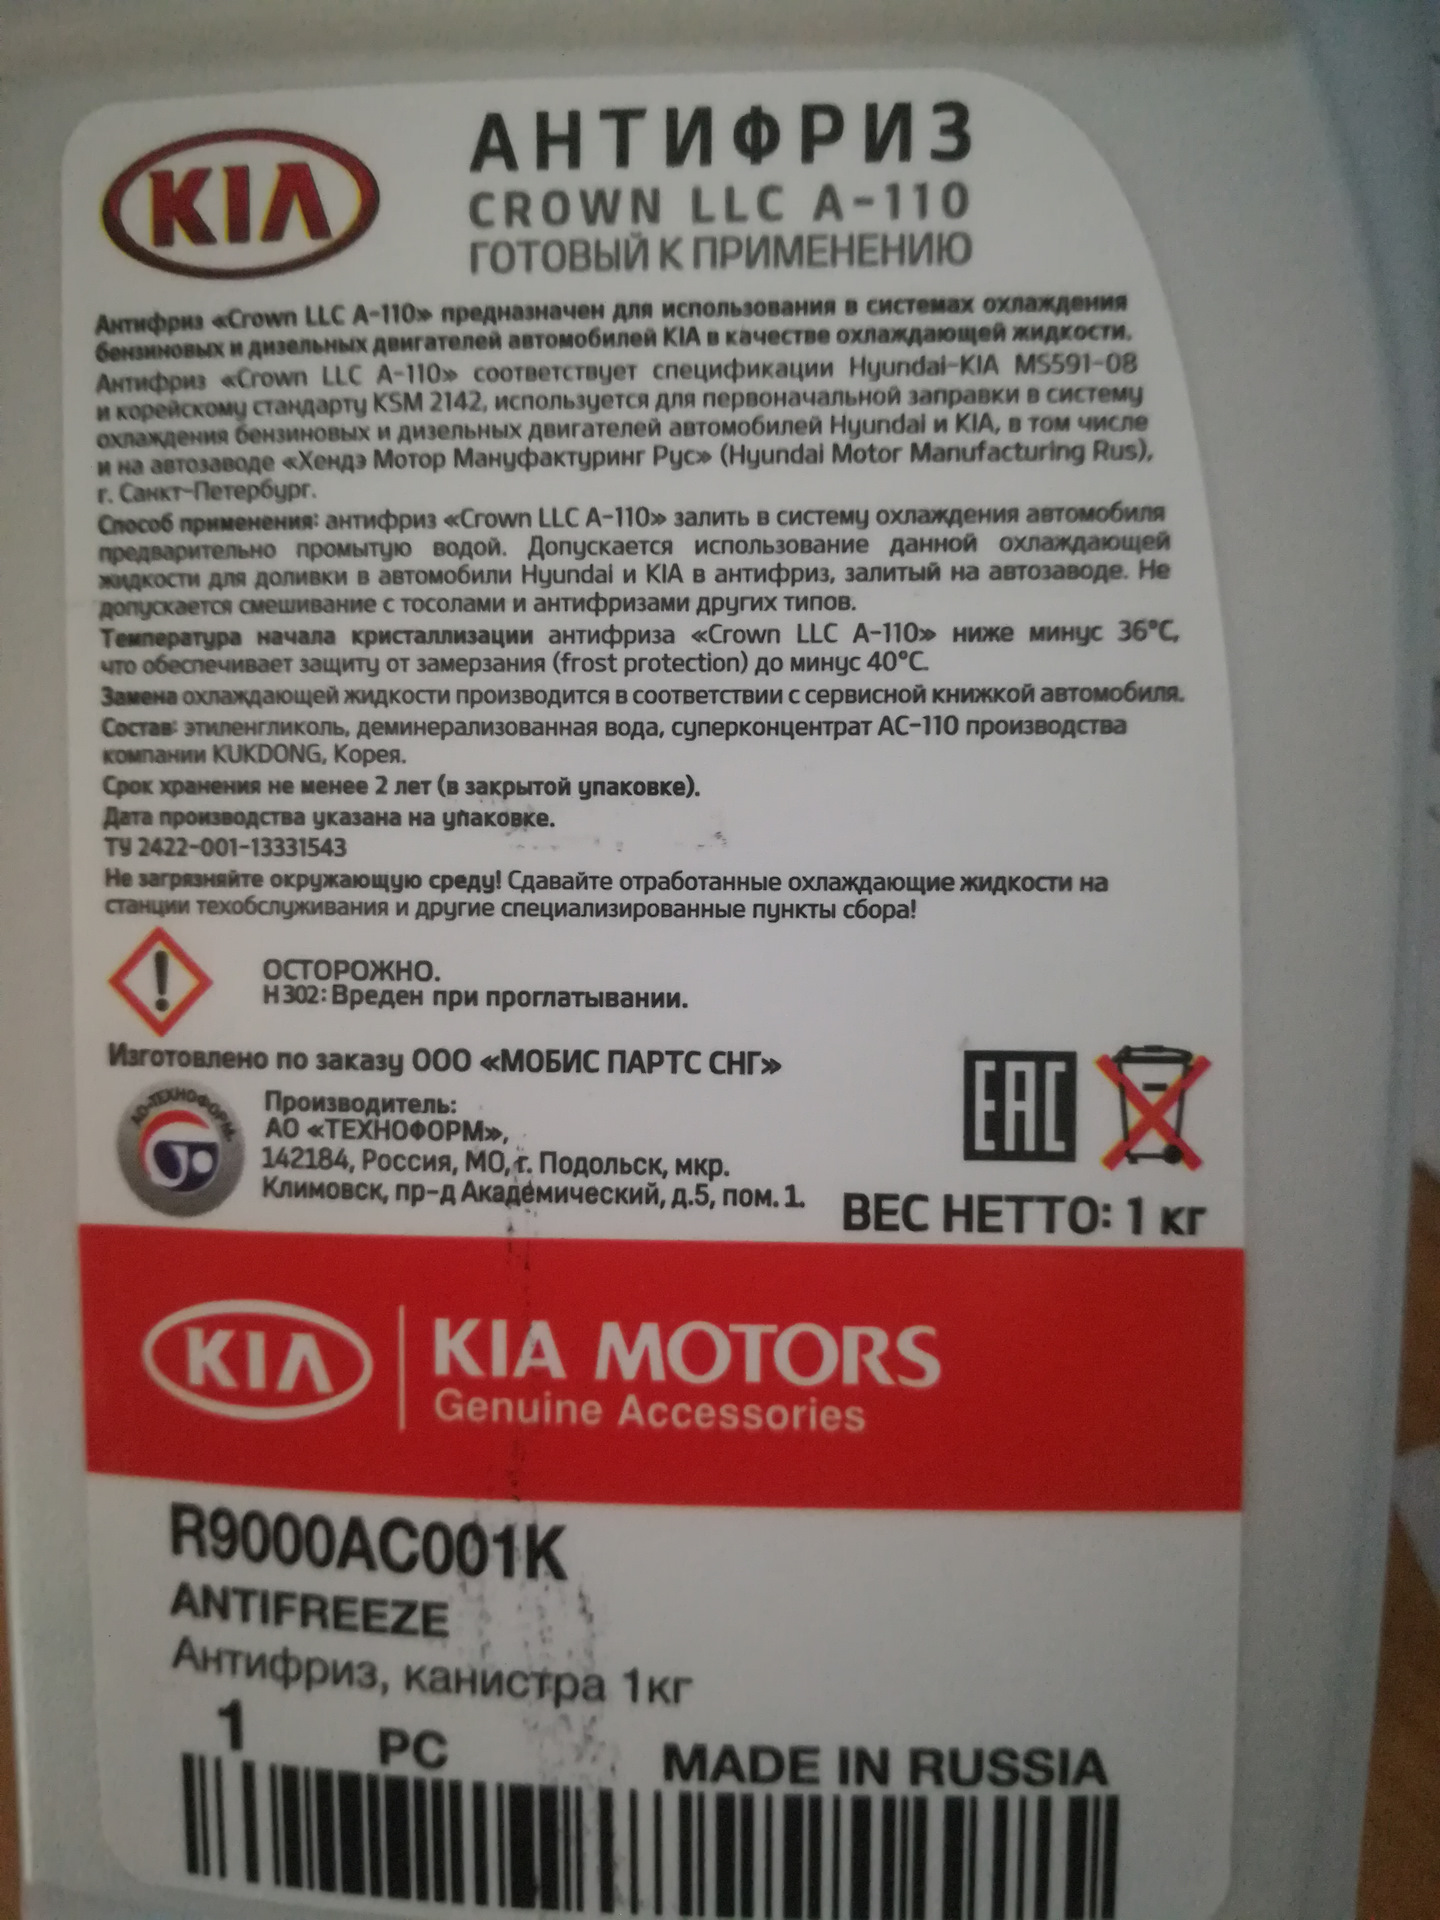 KIA
АНТИФРИЗ
CROWN LLC A-110
ГОТОВЫЙ К ПРИМЕНЕНИЮ
Антифриз «Crown LLC A-110» предназначен для использования в системах охлаждения
бензиновых и дизельных двигателей автомобилей KIA в качестве охлаждающей жидкости.
Антифриз «Crown LLC A-110» соответствует спецификации Hyundai-KIA MS591-08
и корейскому стандарту KSM 2142, используется для первоначальной заправки в систему
охлаждения бензиновых и дизельных двигателей автомобилей Hyundai и KIA, в том числе
и на автозаводе «Хендэ Мотор Мануфактуринг Рус» (Hyundai Motor Manufacturing Rus),
г. Санкт-Петербург.
Способ применения: антифриз «Crown LLC A-110» залить в систему охлаждения автомобиля
предварительно промытую водой. Допускается использование данной охлаждающей
жидкости для доливки в автомобили Hyundai и KIA в антифриз, залитый на автозаводе. Не
допускается смешивание с тосолами и антифризами других типов.
Температура начала кристаллизации антифриза «Crown LLC A-110» ниже минус 36°С,
что обеспечивает защиту от замерзания (frost protection) до минус 40°С.
Замена охлаждающей жидкости производится в соответствии с сервисной книжкой автомобиля.
Состав: этиленгликоль, деминерализованная вода, суперконцентрат AC-110 производства
компании KUKDONG, Корея.
Срок хранения не менее 2 лет (в закрытой упаковке).
Дата производства указана на упаковке.
ТУ 2422-001-13331543
Не загрязняйте окружающую среду! Сдавайте отработанные охлаждающие жидкости на
станции техобслуживания и другие специализированные пункты сбора!
ОСТОРОЖНО.
H302: Вреден при проглатывании.
Изготовлено по заказу ООО «МОБИС ПАРТС СНГ»
АО-ТЕХНОФОРМ
Производитель:
АО «ТЕХНОФОРМ»,
142184, Россия, МО, г. Подольск, мкр.
Климовск, пр-д Академический, д.5, пом. 1.
EAC
ВЕС НЕТТО: 1 кг
KIA
KIA MOTORS
Genuine Accessories
R9000AC001K
ANTIFREEZE
Антифриз, канистра 1кг
1 PC MADE IN RUSSIA